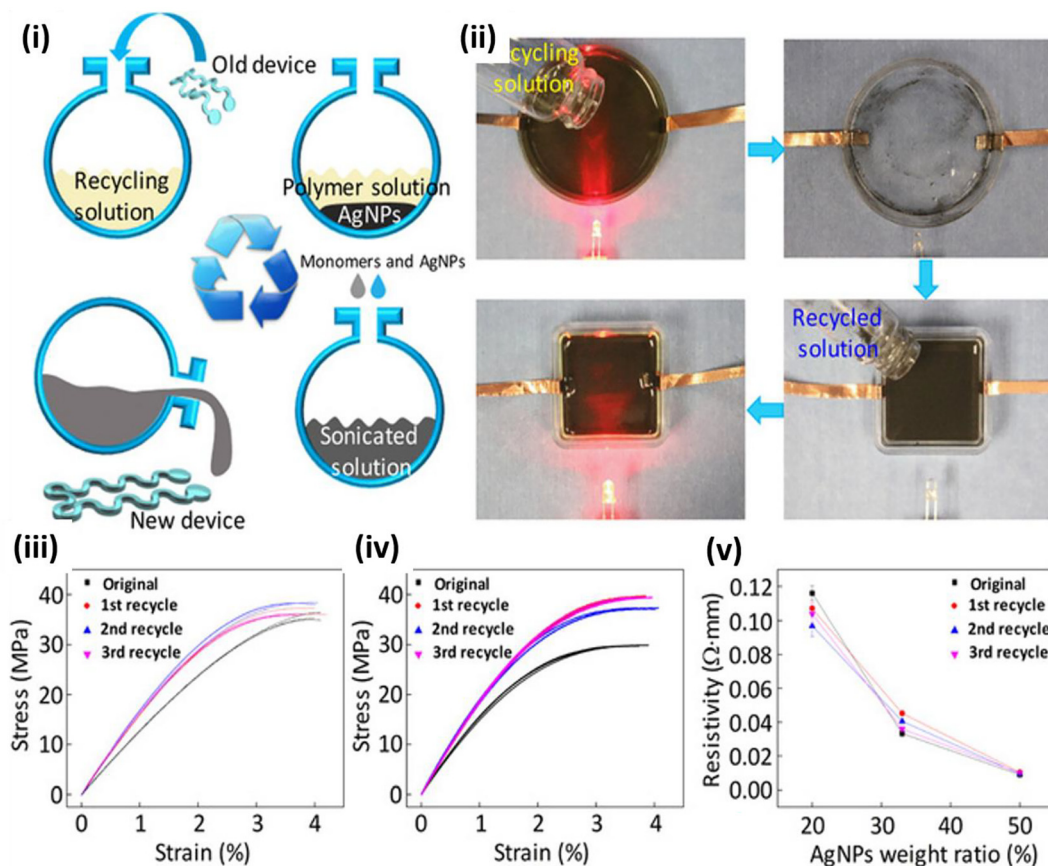 (i)
Old device
Recycling
solution
Polymer solution
AgNPs
Monomers and AgNPs
Sonicated
solution
New device
(ii)
cycling
solution
Recycled
solution
(iii)
Original
1st recycle
2nd recycle
3rd recycle
Stress (MPa)
40
30
20
10
0
0 1 2 3 4
Strain (%)
(iv)
Original
1st recycle
2nd recycle
3rd recycle
Stress (MPa)
40
30
20
10
0
0 1 2 3 4
Strain (%)
(v)
Original
1st recycle
2nd recycle
3rd recycle
Resistivity (Ω·mm)
0.12
0.10
0.08
0.06
0.04
0.02
0.00
20 30 40 50
AgNPs weight ratio (%)